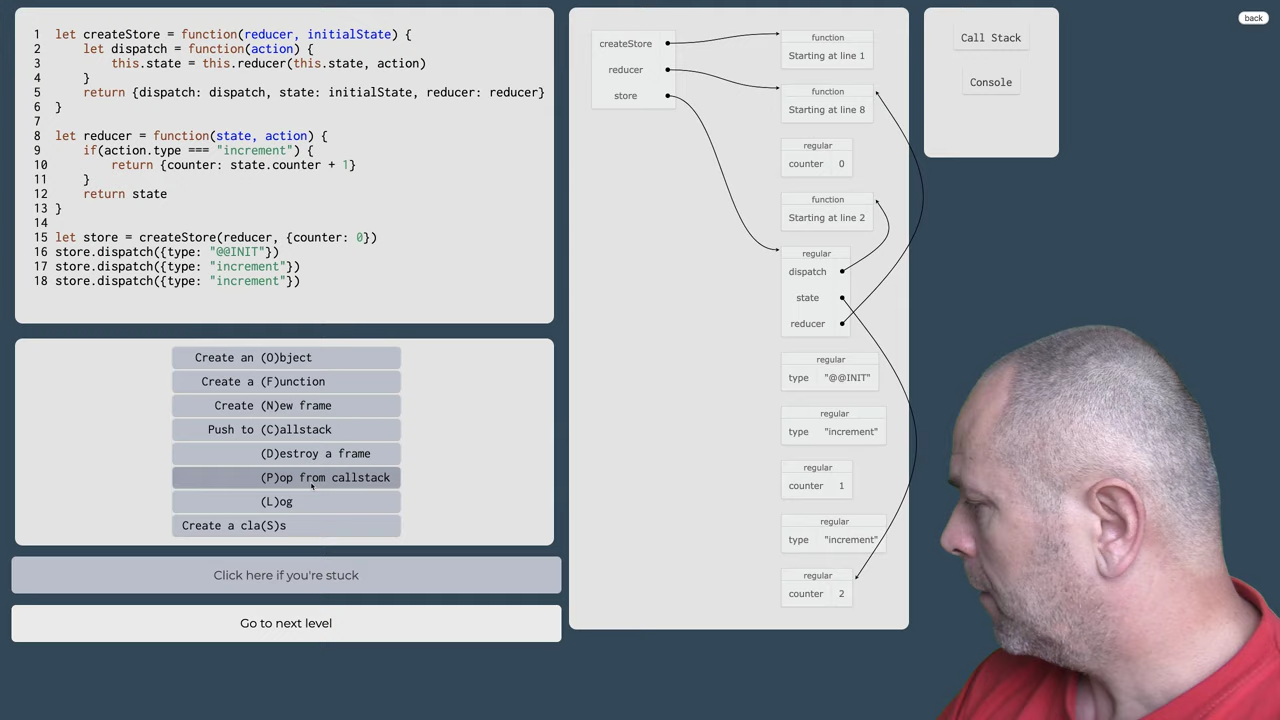 back
1 let createStore = function(reducer, initialState) {
2 let dispatch = function(action) {
3 this.state = this.reducer(this.state, action)
4 }
5 return {dispatch: dispatch, state: initialState, reducer: reducer}
6 }
7
8 let reducer = function(state, action) {
9 if(action.type === "increment") {
10 return {counter: state.counter + 1}
11 }
12 return state
13 }
14
15 let store = createStore(reducer, {counter: 0})
16 store.dispatch({type: "@@INIT"})
17 store.dispatch({type: "increment"})
18 store.dispatch({type: "increment"})
Create an (O)bject
Create a (F)unction
Create (N)ew frame
Push to (C)allstack
(D)estroy a frame
(P)op from callstack
(L)og
Create a cla(S)s
Click here if you're stuck
Go to next level
createStore
reducer
store
function
Starting at line 1
function
Starting at line 8
regular
counter 0
function
Starting at line 2
regular
dispatch
state
reducer
regular
type "@@INIT"
regular
type "increment"
regular
counter 1
regular
type "increment"
regular
counter 2
Call Stack
Console